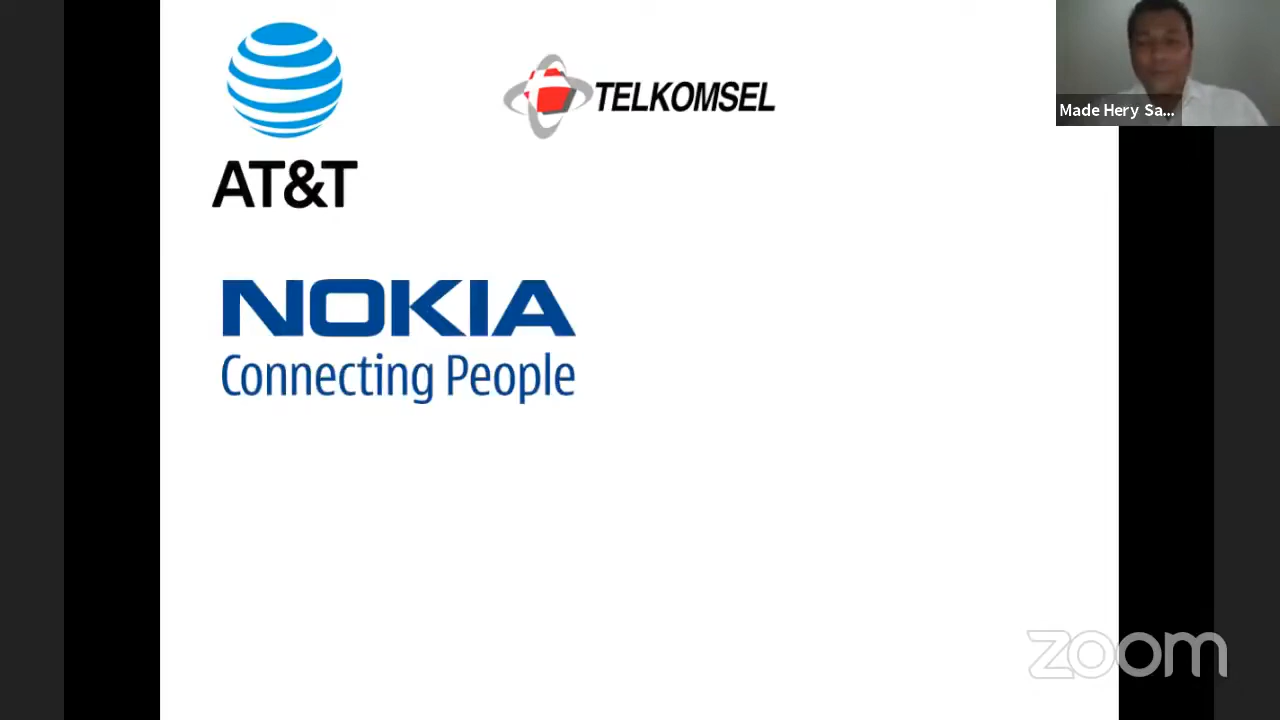 TELKOMSEL
Made Hery Sa...
AT&T
NOKIA
Connecting People
zoom